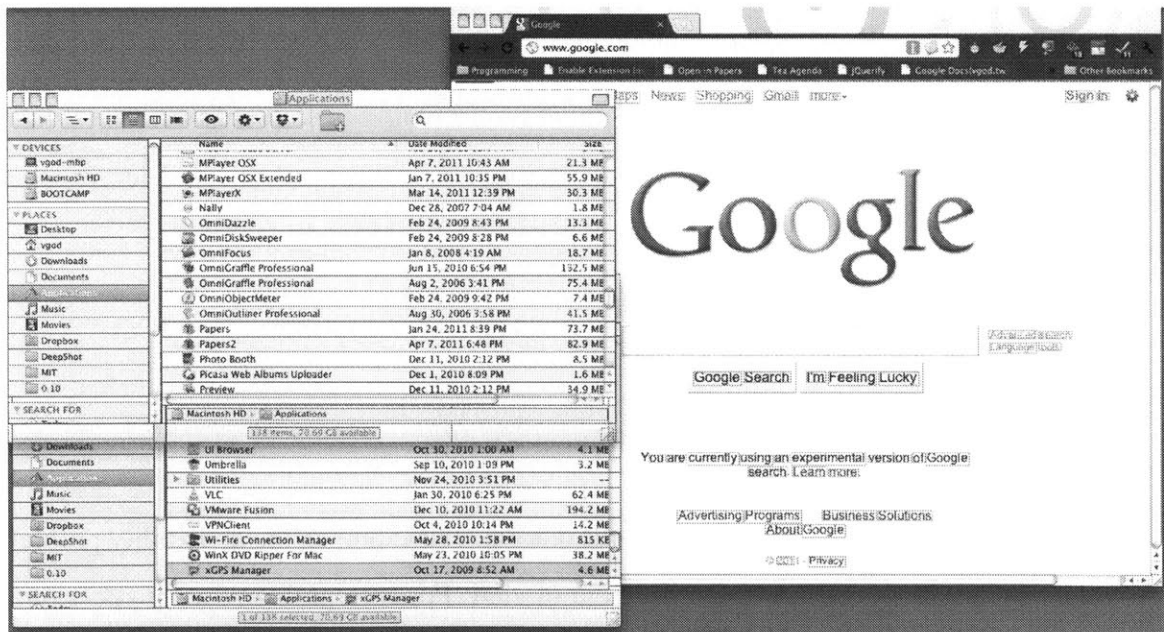 Google
www.google.com
Programming Enable Extension Open in Papers Tea Agenda jQuerify Google Docs(vgod.tw Other Bookmarks
News Shopping Gmail more
Sign in
Google
Advanced search
Language tools
Google Search I'm Feeling Lucky
You are currently using an experimental version of Google
search. Learn more.
Advertising Programs Business Solutions
About Google
Privacy
Applications
DEVICES
vgod-mbp
Macintosh HD
BOOTCAMP
PLACES
Desktop
vgod
Downloads
Documents
Applications
Music
Movies
Dropbox
DeepShot
MIT
0.10
SEARCH FOR
Name Date Modified Size
MPlayer OSX Apr 7, 2011 10:43 AM 21.3 MB
MPlayer OSX Extended Jan 7, 2011 10:35 PM 55.9 MB
MPlayerX Mar 14, 2011 12:39 PM 30.3 MB
Nally Dec 28, 2007 7:04 AM 1.8 MB
OmniDazzle Feb 24, 2009 8:43 PM 13.3 MB
OmniDiskSweeper Feb 24, 2009 8:28 PM 6.6 MB
OmniFocus Jan 8, 2008 4:19 AM 18.7 MB
OmniGraffle Professional Jun 15, 2010 6:54 PM 132.5 MB
OmniGraffle Professional Aug 2, 2006 3:41 PM 75.4 MB
OmniObjectMeter Feb 24, 2009 9:42 PM 7.4 MB
OmniOutliner Professional Aug 30, 2006 3:58 PM 41.5 MB
Papers Jan 24, 2011 8:39 PM 73.7 MB
Papers2 Apr 7, 2011 6:48 PM 82.9 MB
Photo Booth Dec 11, 2010 2:12 PM 8.5 MB
Picasa Web Albums Uploader Dec 1, 2010 8:09 PM 1.6 MB
Preview Dec 11, 2010 2:12 PM 34.9 MB
Macintosh HD Applications
138 items, 70.69 GB available
Downloads
Documents
Applications
Music
Movies
Dropbox
DeepShot
MIT
0.10
SEARCH FOR
UI Browser Oct 30, 2010 1:00 AM 4.1 MB
Umbrella Sep 10, 2010 1:09 PM 3.2 MB
Utilities Nov 24, 2010 3:51 PM --
VLC Jan 30, 2010 6:25 PM 62.4 MB
VMware Fusion Dec 10, 2010 11:22 AM 194.2 MB
VPNClient Oct 4, 2010 10:14 PM 14.2 MB
Wi-Fire Connection Manager May 28, 2010 1:58 PM 815 KB
WinX DVD Ripper For Mac May 23, 2010 10:05 PM 38.2 MB
xGPS Manager Oct 17, 2009 8:52 AM 4.6 MB
Macintosh HD Applications xGPS Manager
1 of 138 selected, 70.69 GB available